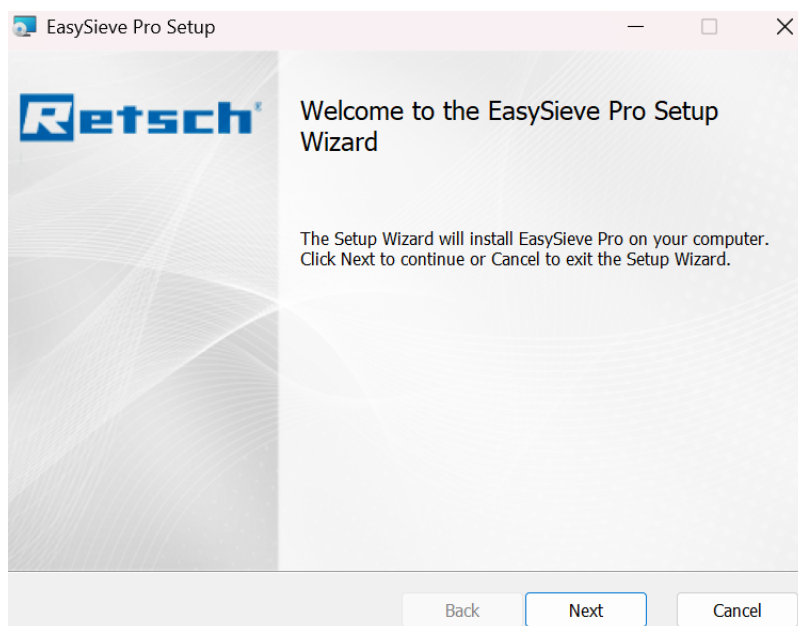 EasySieve Pro Setup
Retsch®
Welcome to the EasySieve Pro Setup
Wizard
The Setup Wizard will install EasySieve Pro on your computer.
Click Next to continue or Cancel to exit the Setup Wizard.
Back Next Cancel